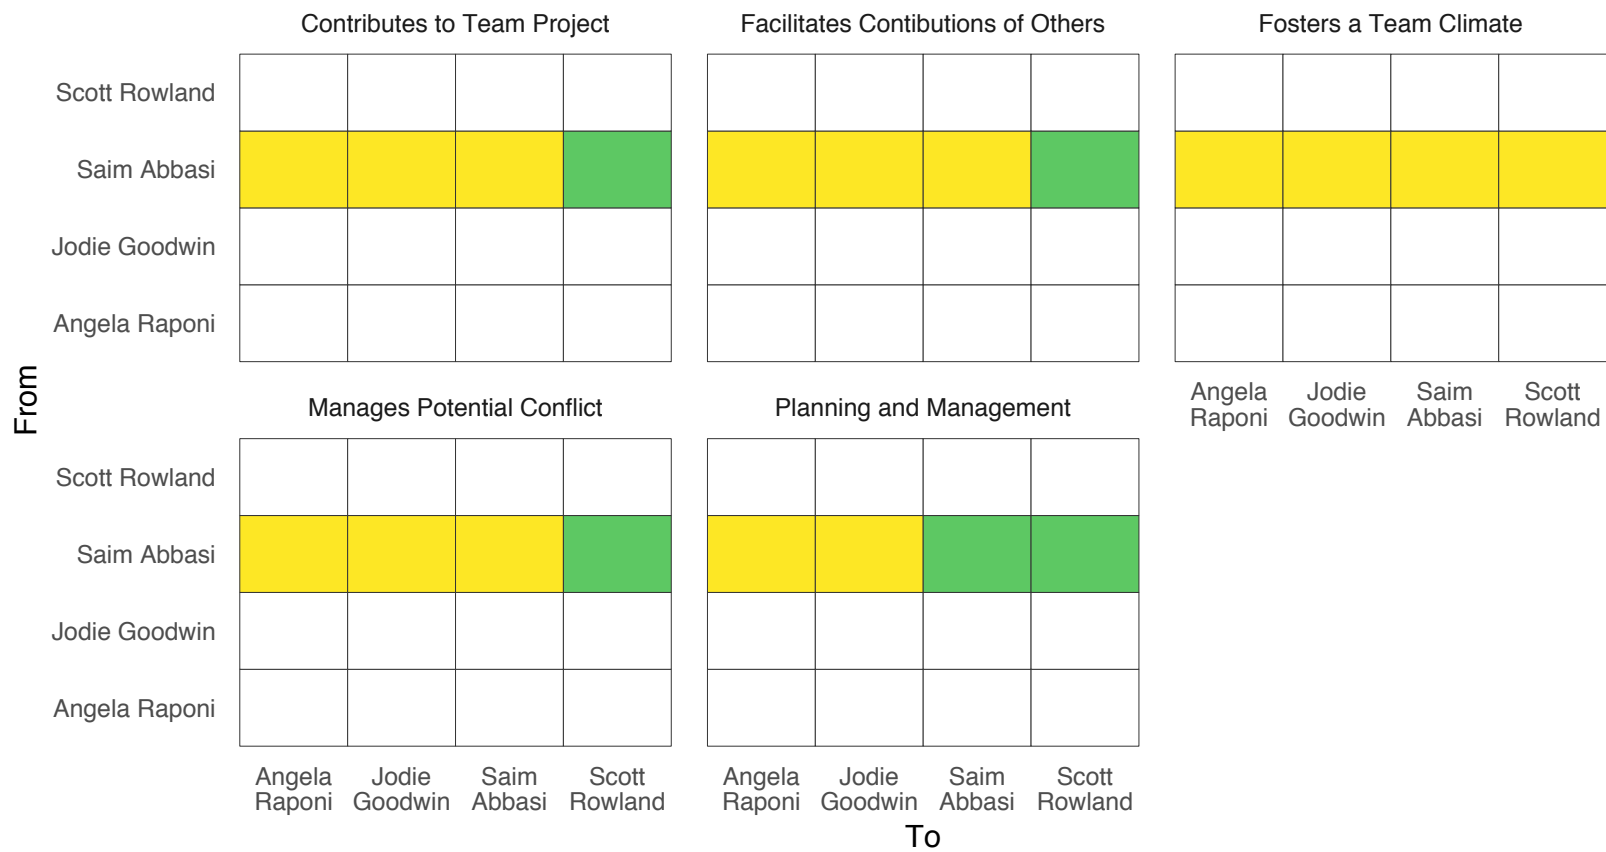 Contributes to Team Project
Facilitates Contibutions of Others
Fosters a Team Climate
Scott Rowland
Saim Abbasi
Jodie Goodwin
Angela Raponi
Angela
Raponi
Jodie
Goodwin
Saim
Abbasi
Scott
Rowland
From
Manages Potential Conflict
Planning and Management
Scott Rowland
Saim Abbasi
Jodie Goodwin
Angela Raponi
Angela
Raponi
Jodie
Goodwin
Saim
Abbasi
Scott
Rowland
Angela
Raponi
Jodie
Goodwin
Saim
Abbasi
Scott
Rowland
To